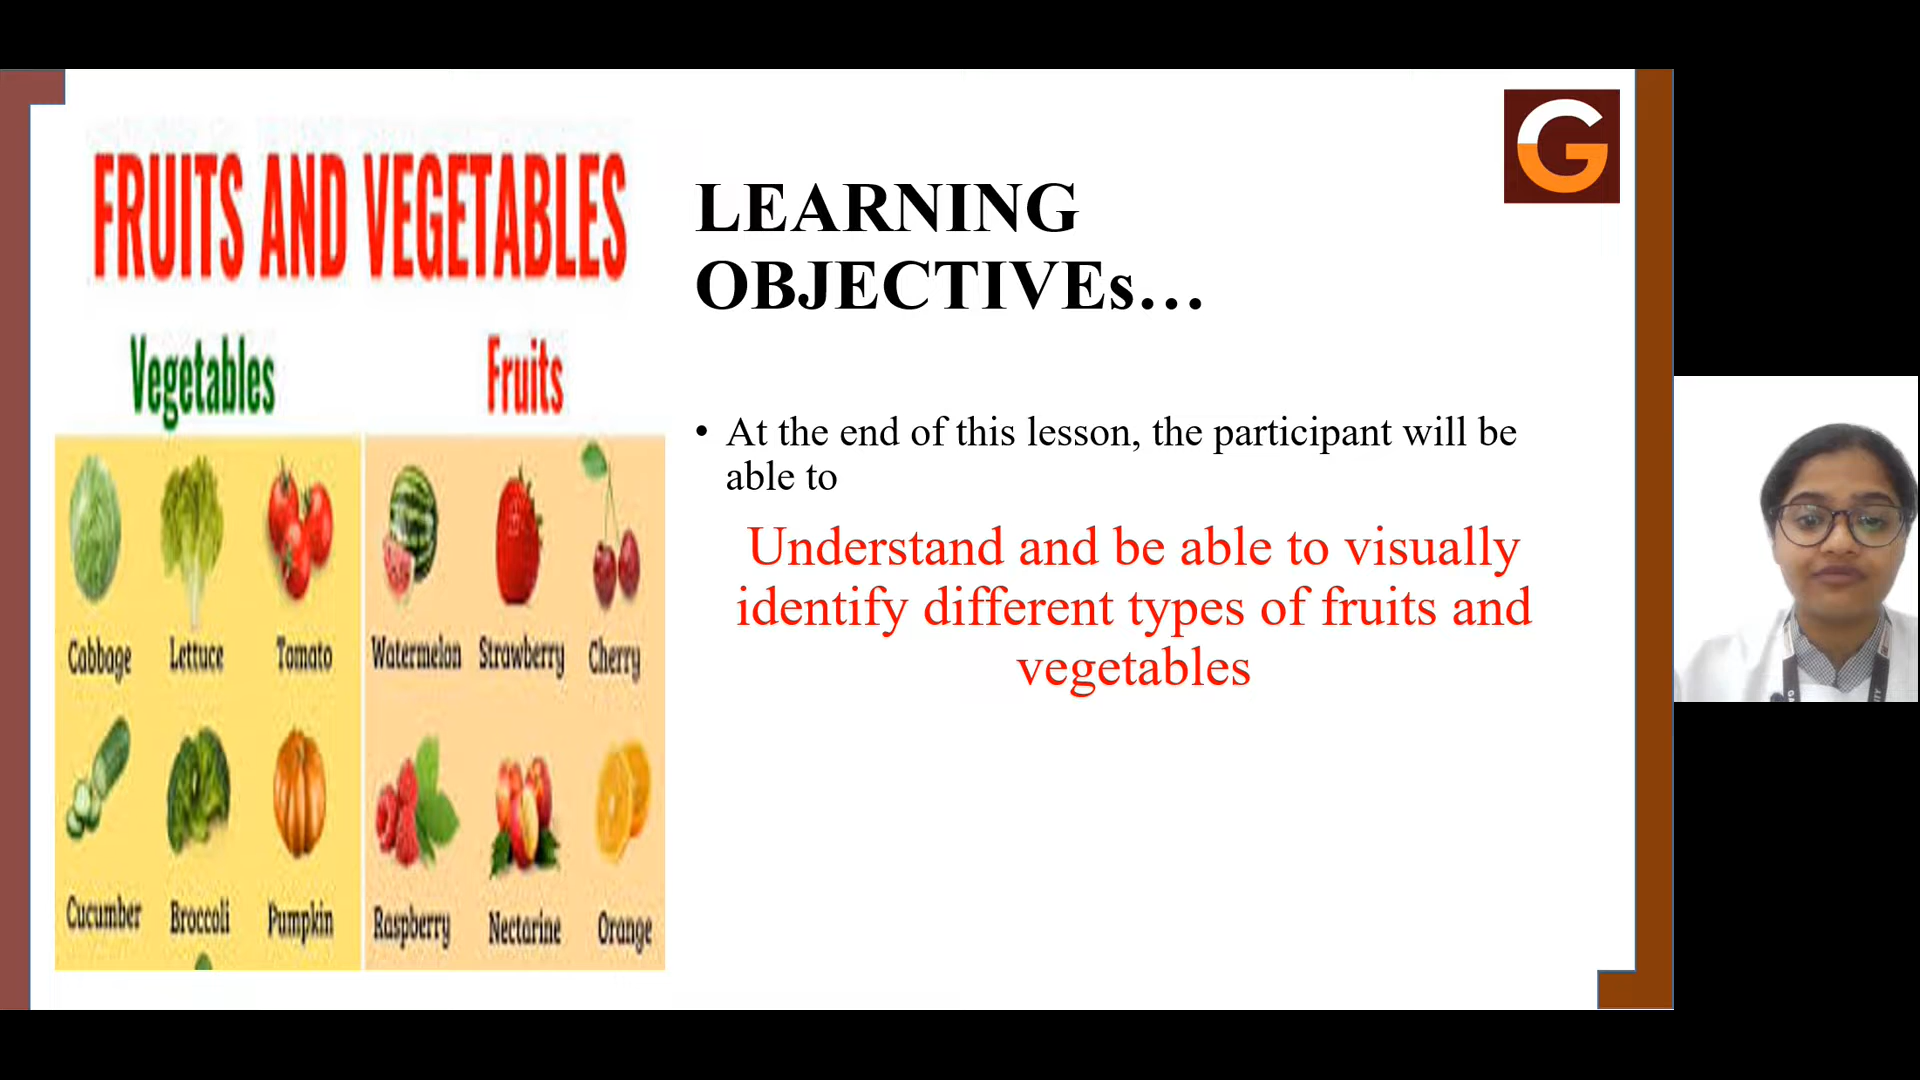 FRUITS AND VEGETABLES
Vegetables
Fruits
Cabbage
Lettuce
Tomato
Watermelon
Strawberry
Cherry
Cucumber
Broccoli
Pumpkin
Raspberry
Nectarine
Orange
G
LEARNING
OBJECTIVEs…
• At the end of this lesson, the participant will be
able to
Understand and be able to visually
identify different types of fruits and
vegetables